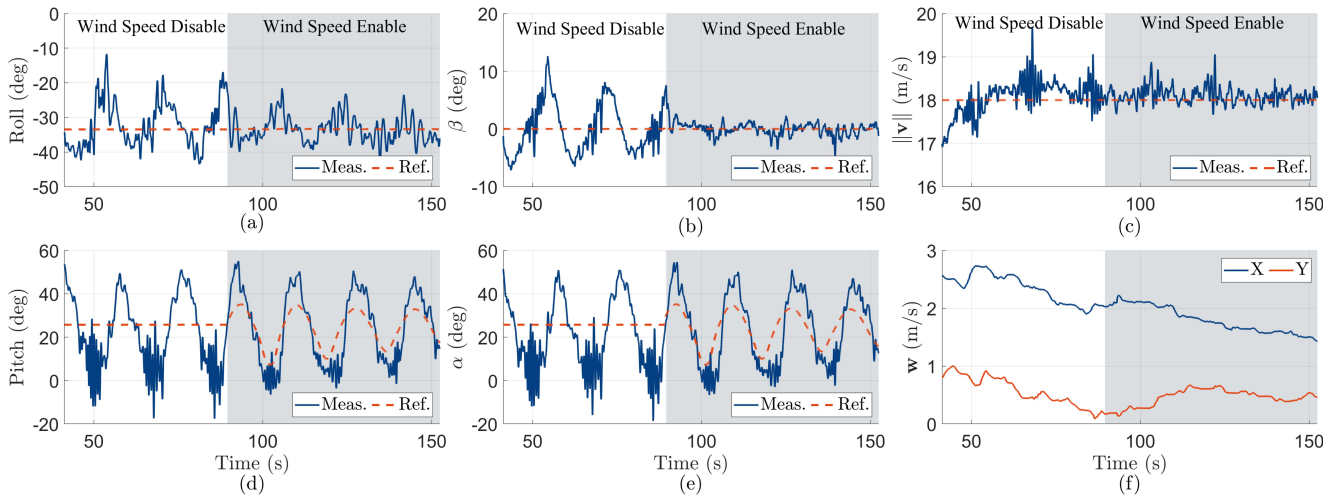 Wind Speed Disable Wind Speed Enable
0
-10
-20
-30
-40
-50
Roll (deg)
Meas. Ref.
50 100 150
(a)
Wind Speed Disable Wind Speed Enable
20
10
0
-10
β (deg)
Meas. Ref.
50 100 150
(b)
Wind Speed Disable Wind Speed Enable
20
19
18
17
16
||v|| (m/s)
Meas. Ref.
50 100 150
(c)
60
40
20
0
-20
Pitch (deg)
Meas. Ref.
50 100 150
Time (s)
(d)
60
40
20
0
-20
α (deg)
Meas. Ref.
50 100 150
Time (s)
(e)
3
2
1
0
w (m/s)
X Y
50 100 150
Time (s)
(f)